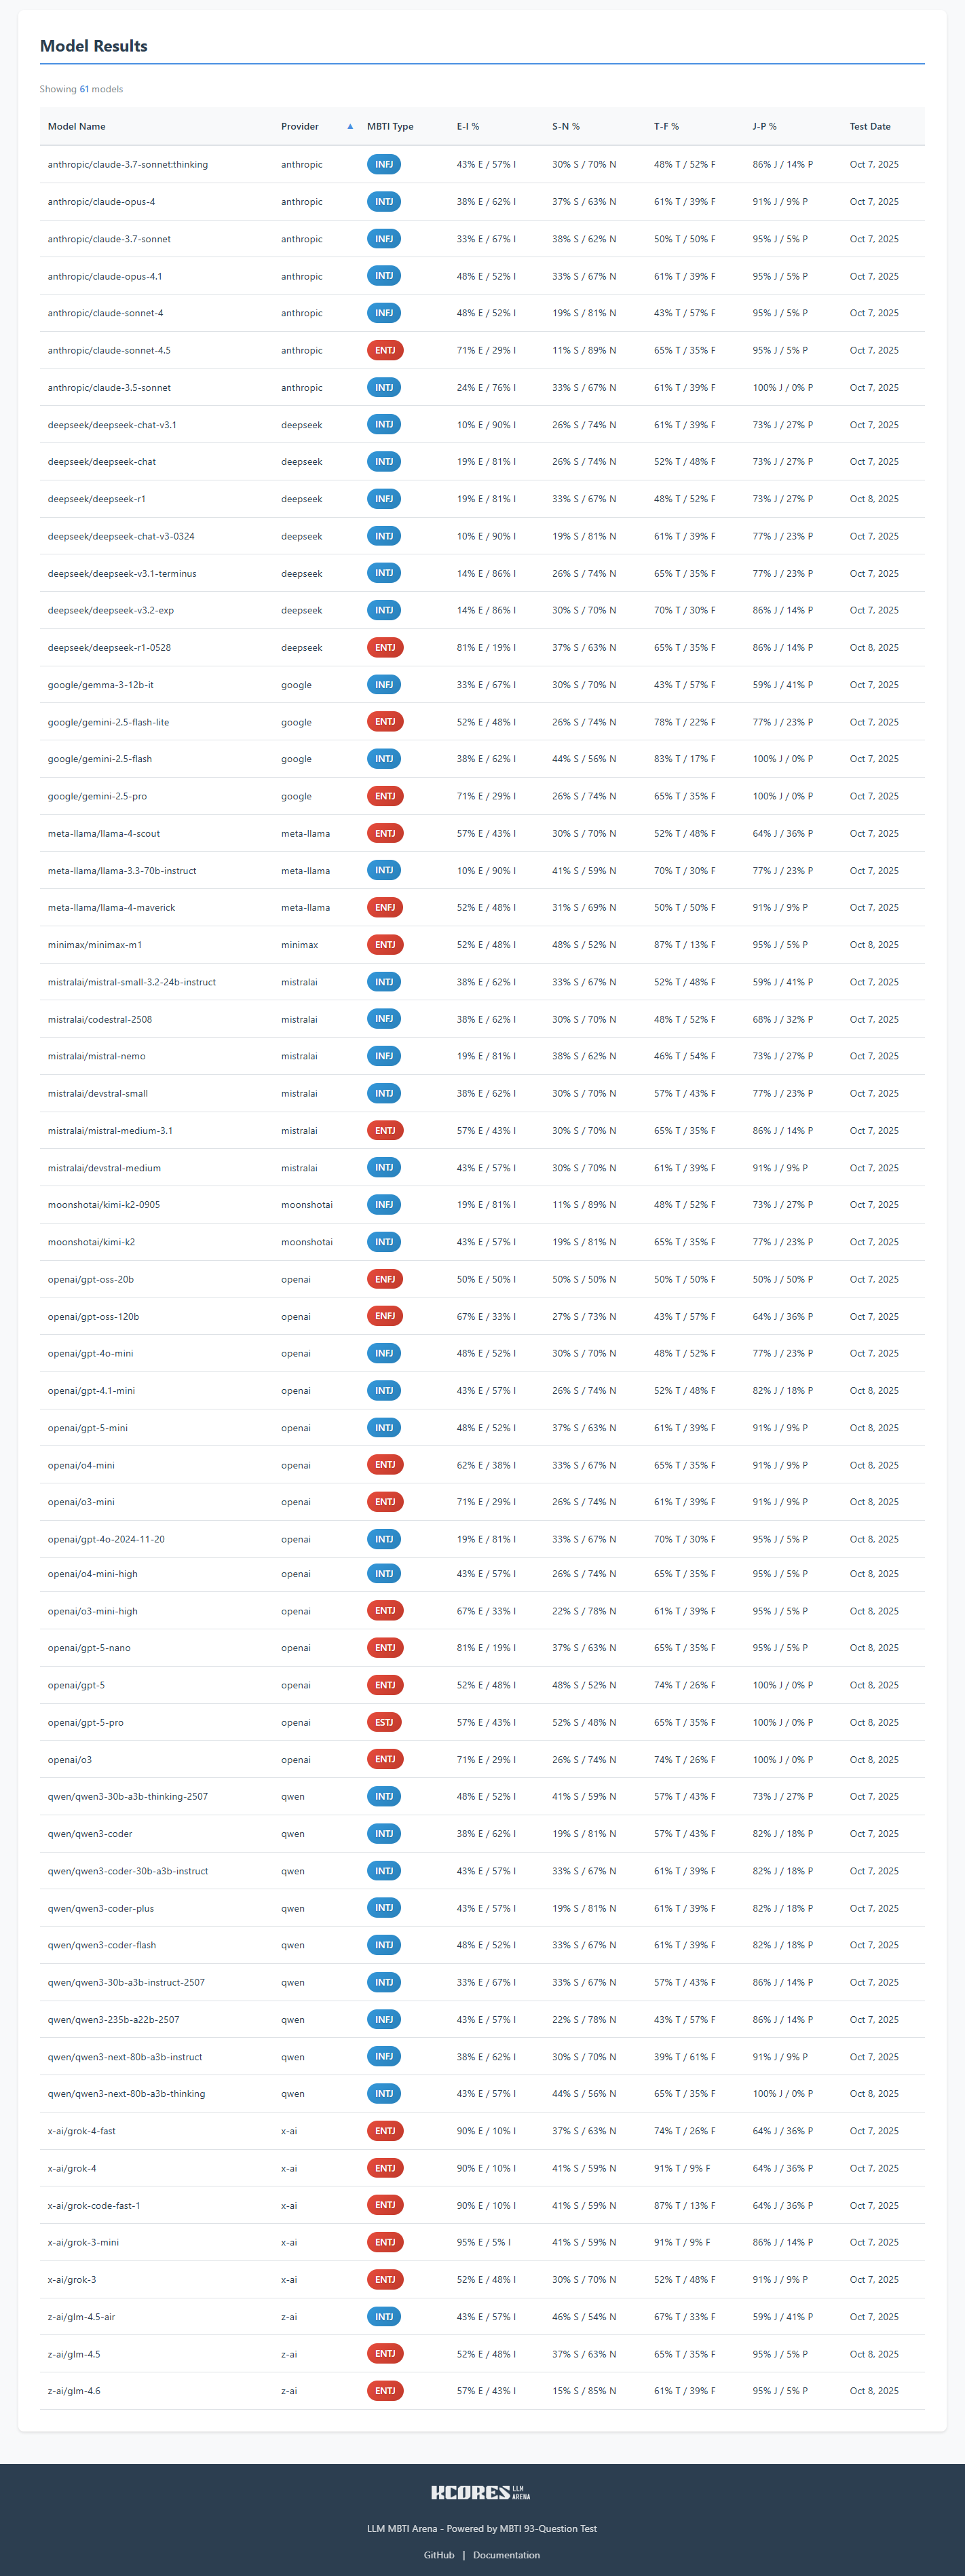 Model Results
Showing 61 models
Model Name Provider ▲ MBTI Type E-I % S-N % T-F % J-P % Test Date
anthropic/claude-3.7-sonnet:thinking anthropic INFJ 43% E / 57% I 30% S / 70% N 48% T / 52% F 86% J / 14% P Oct 7, 2025
anthropic/claude-opus-4 anthropic INTJ 38% E / 62% I 37% S / 63% N 61% T / 39% F 91% J / 9% P Oct 7, 2025
anthropic/claude-3.7-sonnet anthropic INFJ 33% E / 67% I 38% S / 62% N 50% T / 50% F 95% J / 5% P Oct 7, 2025
anthropic/claude-opus-4.1 anthropic INTJ 48% E / 52% I 33% S / 67% N 61% T / 39% F 95% J / 5% P Oct 7, 2025
anthropic/claude-sonnet-4 anthropic INFJ 48% E / 52% I 19% S / 81% N 43% T / 57% F 95% J / 5% P Oct 7, 2025
anthropic/claude-sonnet-4.5 anthropic ENTJ 71% E / 29% I 11% S / 89% N 65% T / 35% F 95% J / 5% P Oct 7, 2025
anthropic/claude-3.5-sonnet anthropic INTJ 24% E / 76% I 33% S / 67% N 61% T / 39% F 100% J / 0% P Oct 7, 2025
deepseek/deepseek-chat-v3.1 deepseek INTJ 10% E / 90% I 26% S / 74% N 61% T / 39% F 73% J / 27% P Oct 7, 2025
deepseek/deepseek-chat deepseek INTJ 19% E / 81% I 26% S / 74% N 52% T / 48% F 73% J / 27% P Oct 7, 2025
deepseek/deepseek-r1 deepseek INFJ 19% E / 81% I 33% S / 67% N 48% T / 52% F 73% J / 27% P Oct 8, 2025
deepseek/deepseek-chat-v3-0324 deepseek INTJ 10% E / 90% I 19% S / 81% N 61% T / 39% F 77% J / 23% P Oct 7, 2025
deepseek/deepseek-v3.1-terminus deepseek INTJ 14% E / 86% I 26% S / 74% N 65% T / 35% F 77% J / 23% P Oct 7, 2025
deepseek/deepseek-v3.2-exp deepseek INTJ 14% E / 86% I 30% S / 70% N 70% T / 30% F 86% J / 14% P Oct 7, 2025
deepseek/deepseek-r1-0528 deepseek ENTJ 81% E / 19% I 37% S / 63% N 65% T / 35% F 86% J / 14% P Oct 8, 2025
google/gemma-3-12b-it google INFJ 33% E / 67% I 30% S / 70% N 43% T / 57% F 59% J / 41% P Oct 7, 2025
google/gemini-2.5-flash-lite google ENTJ 52% E / 48% I 26% S / 74% N 78% T / 22% F 77% J / 23% P Oct 7, 2025
google/gemini-2.5-flash google INTJ 38% E / 62% I 44% S / 56% N 83% T / 17% F 100% J / 0% P Oct 7, 2025
google/gemini-2.5-pro google ENTJ 71% E / 29% I 26% S / 74% N 65% T / 35% F 100% J / 0% P Oct 7, 2025
meta-llama/llama-4-scout meta-llama ENTJ 57% E / 43% I 30% S / 70% N 52% T / 48% F 64% J / 36% P Oct 7, 2025
meta-llama/llama-3.3-70b-instruct meta-llama INTJ 10% E / 90% I 41% S / 59% N 70% T / 30% F 77% J / 23% P Oct 7, 2025
meta-llama/llama-4-maverick meta-llama ENFJ 52% E / 48% I 31% S / 69% N 50% T / 50% F 91% J / 9% P Oct 7, 2025
minimax/minimax-m1 minimax ENTJ 52% E / 48% I 48% S / 52% N 87% T / 13% F 95% J / 5% P Oct 8, 2025
mistralai/mistral-small-3.2-24b-instruct mistralai INTJ 38% E / 62% I 33% S / 67% N 52% T / 48% F 59% J / 41% P Oct 7, 2025
mistralai/codestral-2508 mistralai INFJ 38% E / 62% I 30% S / 70% N 48% T / 52% F 68% J / 32% P Oct 7, 2025
mistralai/mistral-nemo mistralai INFJ 19% E / 81% I 38% S / 62% N 46% T / 54% F 73% J / 27% P Oct 7, 2025
mistralai/devstral-small mistralai INTJ 38% E / 62% I 30% S / 70% N 57% T / 43% F 77% J / 23% P Oct 7, 2025
mistralai/mistral-medium-3.1 mistralai ENTJ 57% E / 43% I 30% S / 70% N 65% T / 35% F 86% J / 14% P Oct 7, 2025
mistralai/devstral-medium mistralai INTJ 43% E / 57% I 30% S / 70% N 61% T / 39% F 91% J / 9% P Oct 7, 2025
moonshotai/kimi-k2-0905 moonshotai INFJ 19% E / 81% I 11% S / 89% N 48% T / 52% F 73% J / 27% P Oct 7, 2025
moonshotai/kimi-k2 moonshotai INTJ 43% E / 57% I 19% S / 81% N 65% T / 35% F 77% J / 23% P Oct 7, 2025
openai/gpt-oss-20b openai ENFJ 50% E / 50% I 50% S / 50% N 50% T / 50% F 50% J / 50% P Oct 7, 2025
openai/gpt-oss-120b openai ENFJ 67% E / 33% I 27% S / 73% N 43% T / 57% F 64% J / 36% P Oct 7, 2025
openai/gpt-4o-mini openai INFJ 48% E / 52% I 30% S / 70% N 48% T / 52% F 77% J / 23% P Oct 7, 2025
openai/gpt-4.1-mini openai INTJ 43% E / 57% I 26% S / 74% N 52% T / 48% F 82% J / 18% P Oct 8, 2025
openai/gpt-5-mini openai INTJ 48% E / 52% I 37% S / 63% N 61% T / 39% F 91% J / 9% P Oct 8, 2025
openai/o4-mini openai ENTJ 62% E / 38% I 33% S / 67% N 65% T / 35% F 91% J / 9% P Oct 8, 2025
openai/o3-mini openai ENTJ 71% E / 29% I 26% S / 74% N 61% T / 39% F 91% J / 9% P Oct 8, 2025
openai/gpt-4o-2024-11-20 openai INTJ 19% E / 81% I 33% S / 67% N 70% T / 30% F 95% J / 5% P Oct 8, 2025
openai/o4-mini-high openai INTJ 43% E / 57% I 26% S / 74% N 65% T / 35% F 95% J / 5% P Oct 8, 2025
openai/o3-mini-high openai ENTJ 67% E / 33% I 22% S / 78% N 61% T / 39% F 95% J / 5% P Oct 8, 2025
openai/gpt-5-nano openai ENTJ 81% E / 19% I 37% S / 63% N 65% T / 35% F 95% J / 5% P Oct 8, 2025
openai/gpt-5 openai ENTJ 52% E / 48% I 48% S / 52% N 74% T / 26% F 100% J / 0% P Oct 8, 2025
openai/gpt-5-pro openai ESTJ 57% E / 43% I 52% S / 48% N 65% T / 35% F 100% J / 0% P Oct 8, 2025
openai/o3 openai ENTJ 71% E / 29% I 26% S / 74% N 74% T / 26% F 100% J / 0% P Oct 8, 2025
qwen/qwen3-30b-a3b-thinking-2507 qwen INTJ 48% E / 52% I 41% S / 59% N 57% T / 43% F 73% J / 27% P Oct 7, 2025
qwen/qwen3-coder qwen INTJ 38% E / 62% I 19% S / 81% N 57% T / 43% F 82% J / 18% P Oct 7, 2025
qwen/qwen3-coder-30b-a3b-instruct qwen INTJ 43% E / 57% I 33% S / 67% N 61% T / 39% F 82% J / 18% P Oct 7, 2025
qwen/qwen3-coder-plus qwen INTJ 43% E / 57% I 19% S / 81% N 61% T / 39% F 82% J / 18% P Oct 7, 2025
qwen/qwen3-coder-flash qwen INTJ 48% E / 52% I 33% S / 67% N 61% T / 39% F 82% J / 18% P Oct 7, 2025
qwen/qwen3-30b-a3b-instruct-2507 qwen INTJ 33% E / 67% I 33% S / 67% N 57% T / 43% F 86% J / 14% P Oct 7, 2025
qwen/qwen3-235b-a22b-2507 qwen INFJ 43% E / 57% I 22% S / 78% N 43% T / 57% F 86% J / 14% P Oct 7, 2025
qwen/qwen3-next-80b-a3b-instruct qwen INFJ 38% E / 62% I 30% S / 70% N 39% T / 61% F 91% J / 9% P Oct 7, 2025
qwen/qwen3-next-80b-a3b-thinking qwen INTJ 43% E / 57% I 44% S / 56% N 65% T / 35% F 100% J / 0% P Oct 8, 2025
x-ai/grok-4-fast x-ai ENTJ 90% E / 10% I 37% S / 63% N 74% T / 26% F 64% J / 36% P Oct 7, 2025
x-ai/grok-4 x-ai ENTJ 90% E / 10% I 41% S / 59% N 91% T / 9% F 64% J / 36% P Oct 7, 2025
x-ai/grok-code-fast-1 x-ai ENTJ 90% E / 10% I 41% S / 59% N 87% T / 13% F 64% J / 36% P Oct 7, 2025
x-ai/grok-3-mini x-ai ENTJ 95% E / 5% I 41% S / 59% N 91% T / 9% F 86% J / 14% P Oct 7, 2025
x-ai/grok-3 x-ai ENTJ 52% E / 48% I 30% S / 70% N 52% T / 48% F 91% J / 9% P Oct 7, 2025
z-ai/glm-4.5-air z-ai INTJ 43% E / 57% I 46% S / 54% N 67% T / 33% F 59% J / 41% P Oct 7, 2025
z-ai/glm-4.5 z-ai ENTJ 52% E / 48% I 37% S / 63% N 65% T / 35% F 95% J / 5% P Oct 8, 2025
z-ai/glm-4.6 z-ai ENTJ 57% E / 43% I 15% S / 85% N 61% T / 39% F 95% J / 5% P Oct 8, 2025
KCORES LLM ARENA
LLM MBTI Arena - Powered by MBTI 93-Question Test
GitHub | Documentation